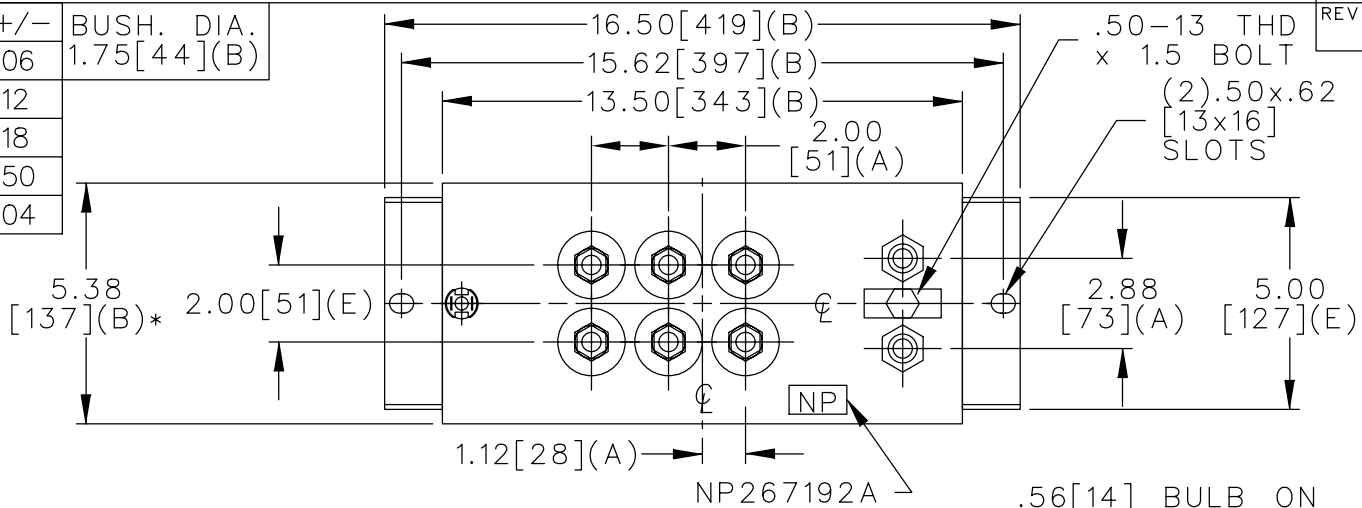 +/-
06
12
18
50
04
BUSH. DIA.
1.75[44](B)
16.50[419](B)
15.62[397](B)
13.50[343](B)
2.00
[51](A)
.50-13 THD
x 1.5 BOLT
(2).50x.62
[13x16]
SLOTS
REV
5.38
[137](B)*
2.00[51](E)
℄
2.88
[73](A)
5.00
[127](E)
℄
NP
1.12[28](A)
NP267192A
.56[14] BULB ON